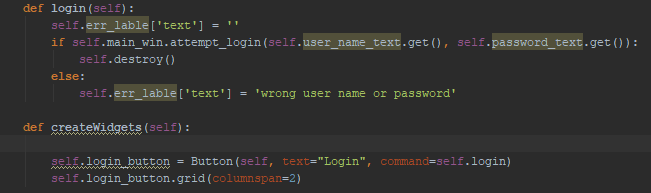 def login(self):
self.err_lable['text'] = ''
if self.main_win.attempt_login(self.user_name_text.get(), self.password_text.get()):
self.destroy()
else:
self.err_lable['text'] = 'wrong user name or password'
def createWidgets(self):
self.login_button = Button(self, text="Login", command=self.login)
self.login_button.grid(columnspan=2)